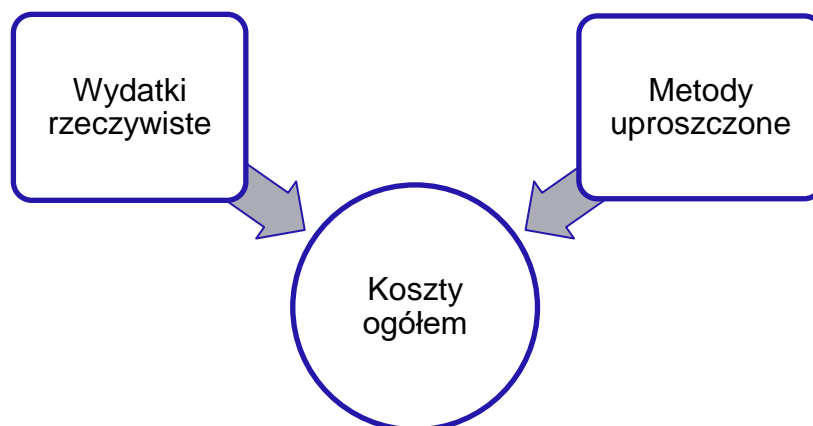 Wydatki
rzeczywiste
Metody
uproszczone
Koszty
ogółem